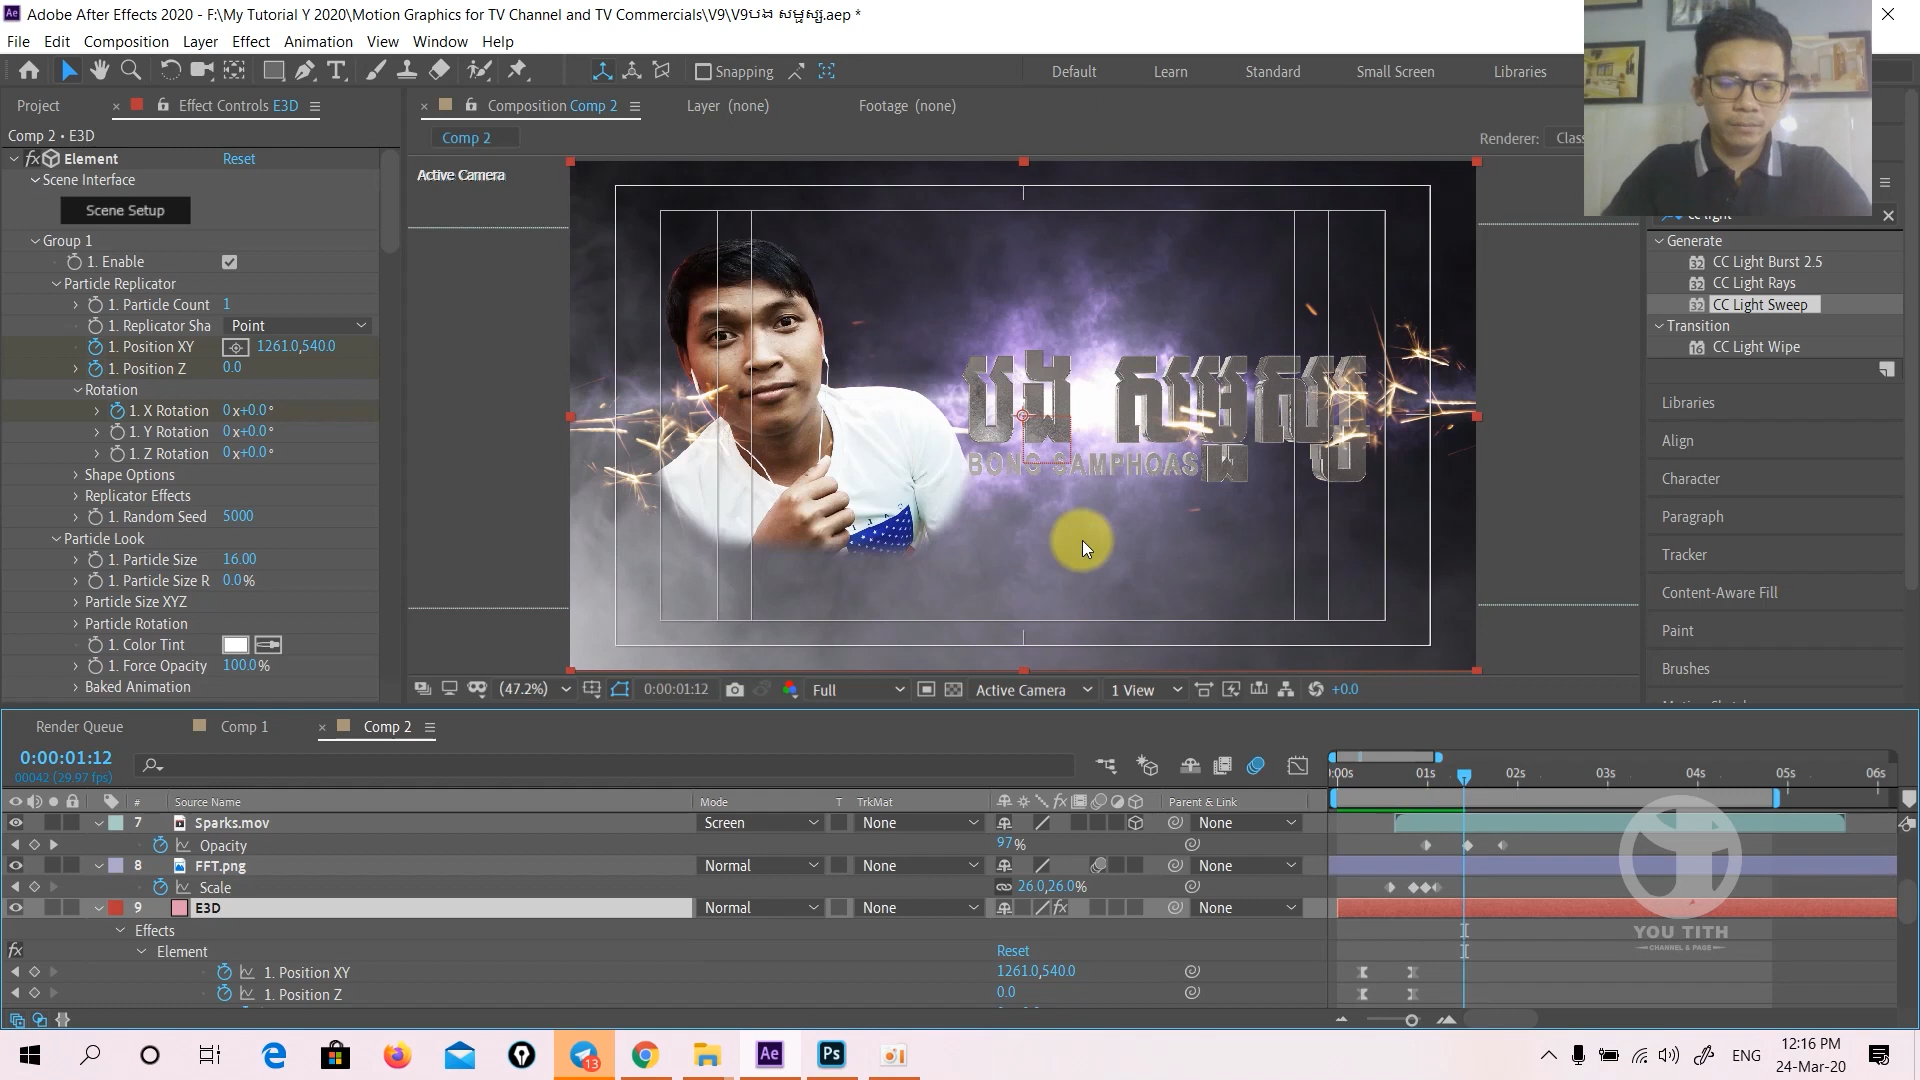 Adobe After Effects 2020 - F:\My Tutorial Y 2020\Motion Graphics for TV Channel and TV Commercials\V9\V9បង សម្ផស្ស.aep *
File Edit Composition Layer Effect Animation View Window Help
Snapping
Default Learn Standard Small Screen Libraries
Project Effect Controls E3D
Composition Comp 2 Layer (none) Footage (none)
Comp 2 • E3D
Comp 2
Renderer:
fx Element Reset
Scene Interface
Scene Setup
Group 1
1. Enable
Particle Replicator
1. Particle Count 1
1. Replicator Sha Point
1. Position XY 1261.0,540.0
1. Position Z 0.0
Rotation
1. X Rotation 0x+0.0°
1. Y Rotation 0x+0.0°
1. Z Rotation 0x+0.0°
Shape Options
Replicator Effects
1. Random Seed 5000
Particle Look
1. Particle Size 16.00
1. Particle Size R 0.0%
Particle Size XYZ
Particle Rotation
1. Color Tint
1. Force Opacity 100.0%
Baked Animation
Active Camera
BONG SAMPHOAS
(47.2%) 0:00:01:12 Full Active Camera 1 View +0.0
cc light
Generate
CC Light Burst 2.5
CC Light Rays
CC Light Sweep
Transition
CC Light Wipe
Libraries
Align
Character
Paragraph
Tracker
Content-Aware Fill
Paint
Brushes
Render Queue Comp 1 Comp 2
0:00:01:12
00042 (29.97 fps)
:00s 01s 02s 03s 04s 05s 06s
# Source Name Mode T TrkMat Parent & Link
7 Sparks.mov Screen None None
Opacity 97%
8 FFT.png Normal None None
Scale 26.0,26.0%
9 E3D Normal None None
Effects
fx Element Reset
1. Position XY 1261.0,540.0
1. Position Z 0.0
YOU TITH
CHANNEL & PAGE
13
Ae
Ps
ENG
12:16 PM
24-Mar-20